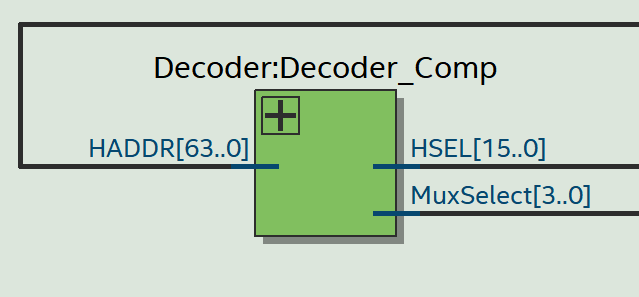 Decoder:Decoder_Comp
HADDR[63..0]
HSEL[15..0]
MuxSelect[3..0]